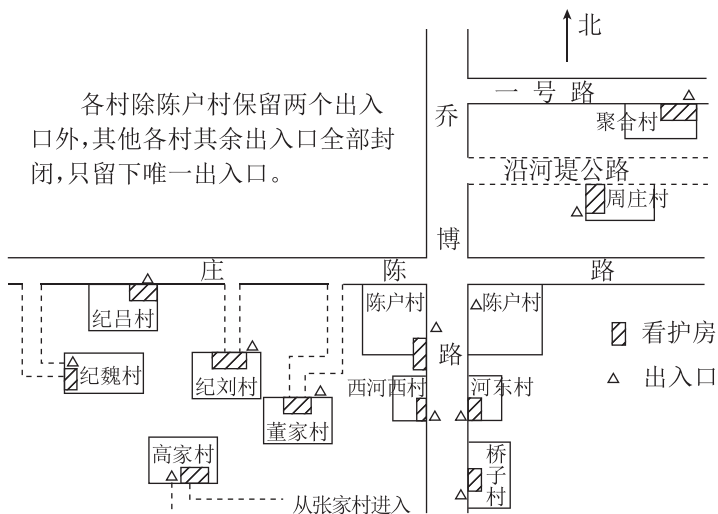 北
一号路
各村除陈户村保留两个出入
口外,其他各村其余出入口全部封
闭,只留下唯一出入口。
乔
聚合村
沿河堤公路
周庄村
博
庄
陈
路
陈户村
陈户村
纪吕村
看护房
路
纪魏村
纪刘村
西河西村
河东村
出入口
董家村
高家村
桥
子
村
从张家村进入